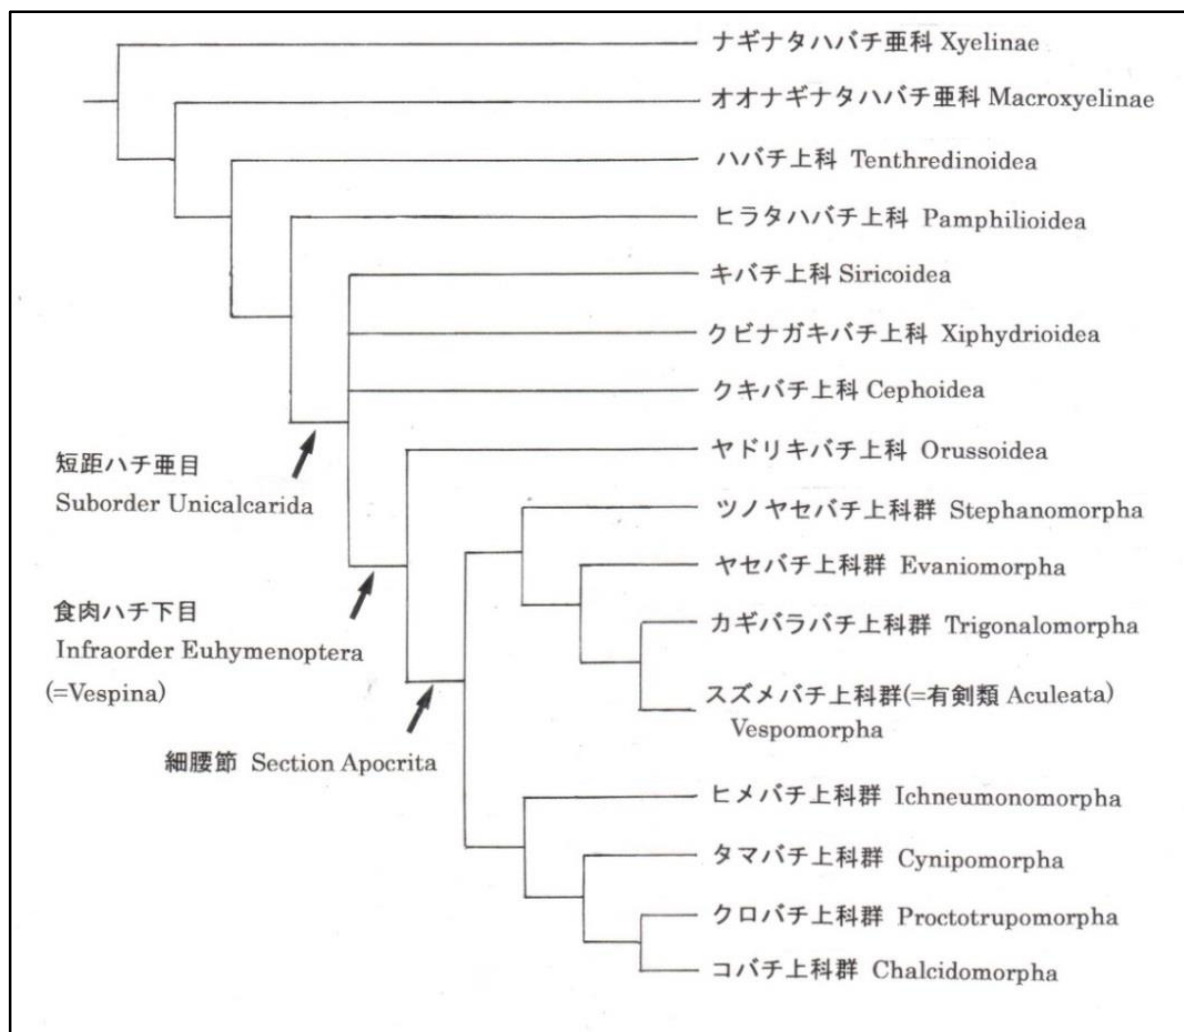 ナギナタハバチ亜科 Xyelinae
オオナギナタハバチ亜科 Macroxyelinae
ハバチ上科 Tenthredinoidea
ヒラタハバチ上科 Pamphilioidea
キバチ上科 Siricoidea
クビナガキバチ上科 Xiphydrioidea
クキバチ上科 Cephoidea
ヤドリキバチ上科 Orussoidea
短距ハチ亜目
Suborder Unicalcarida
ツノヤセバチ上科群 Stephanomorpha
ヤセバチ上科群 Evaniomorpha
食肉ハチ下目
Infraorder Euhymenoptera
(=Vespina)
カギバラバチ上科群 Trigonalomorpha
スズメバチ上科群(=有剣類 Aculeata)
Vespomorpha
細腰節 Section Apocrita
ヒメバチ上科群 Ichneumonomorpha
タマバチ上科群 Cynipomorpha
クロバチ上科群 Proctotrupomorpha
コバチ上科群 Chalcidomorpha